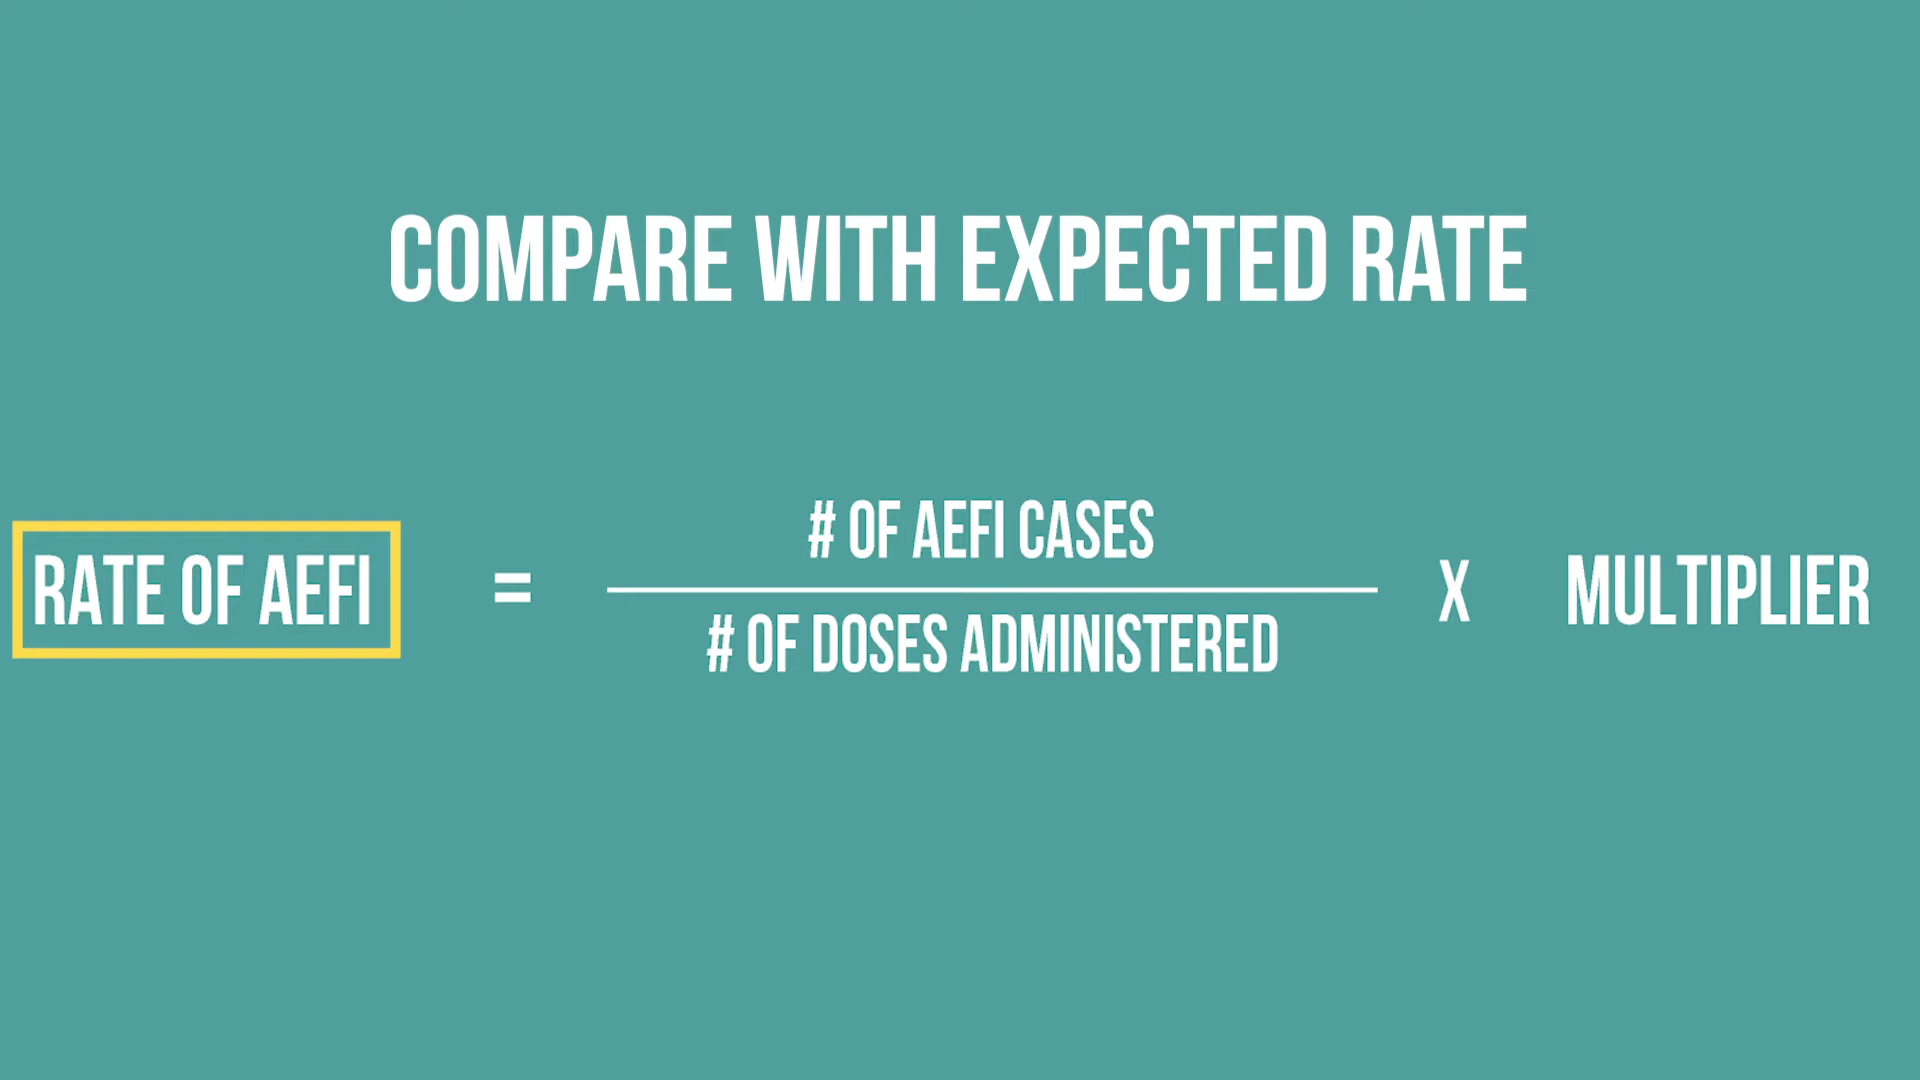 COMPARE WITH EXPECTED RATE
RATE OF AEFI
=
# OF AEFI CASES
# OF DOSES ADMINISTERED
X
MULTIPLIER